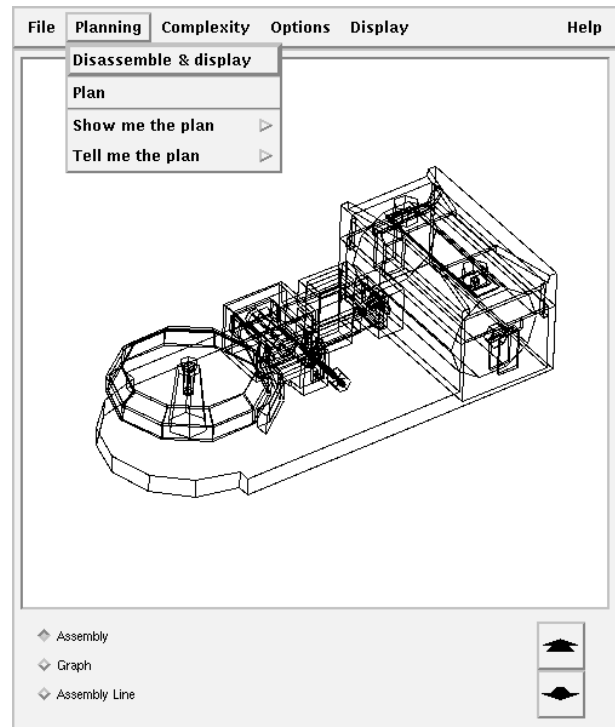 File Planning Complexity Options Display Help
Disassemble & display
Plan
Show me the plan
Tell me the plan
Assembly
Graph
Assembly Line